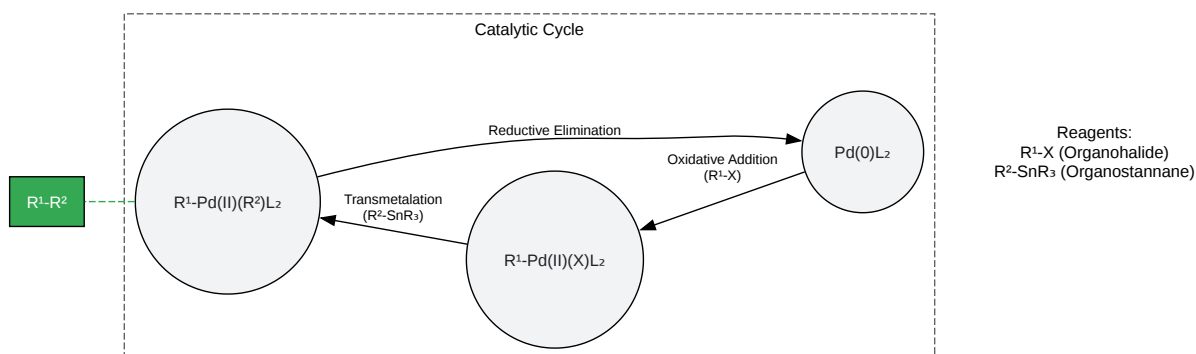 Catalytic Cycle
Reductive Elimination
Pd(0)L₂
Oxidative Addition
(R¹-X)
Reagents:
R¹-X (Organohalide)
R²-SnR₃ (Organostannane)
R¹-R²
R¹-Pd(II)(R²)L₂
Transmetalation
(R²-SnR₃)
R¹-Pd(II)(X)L₂